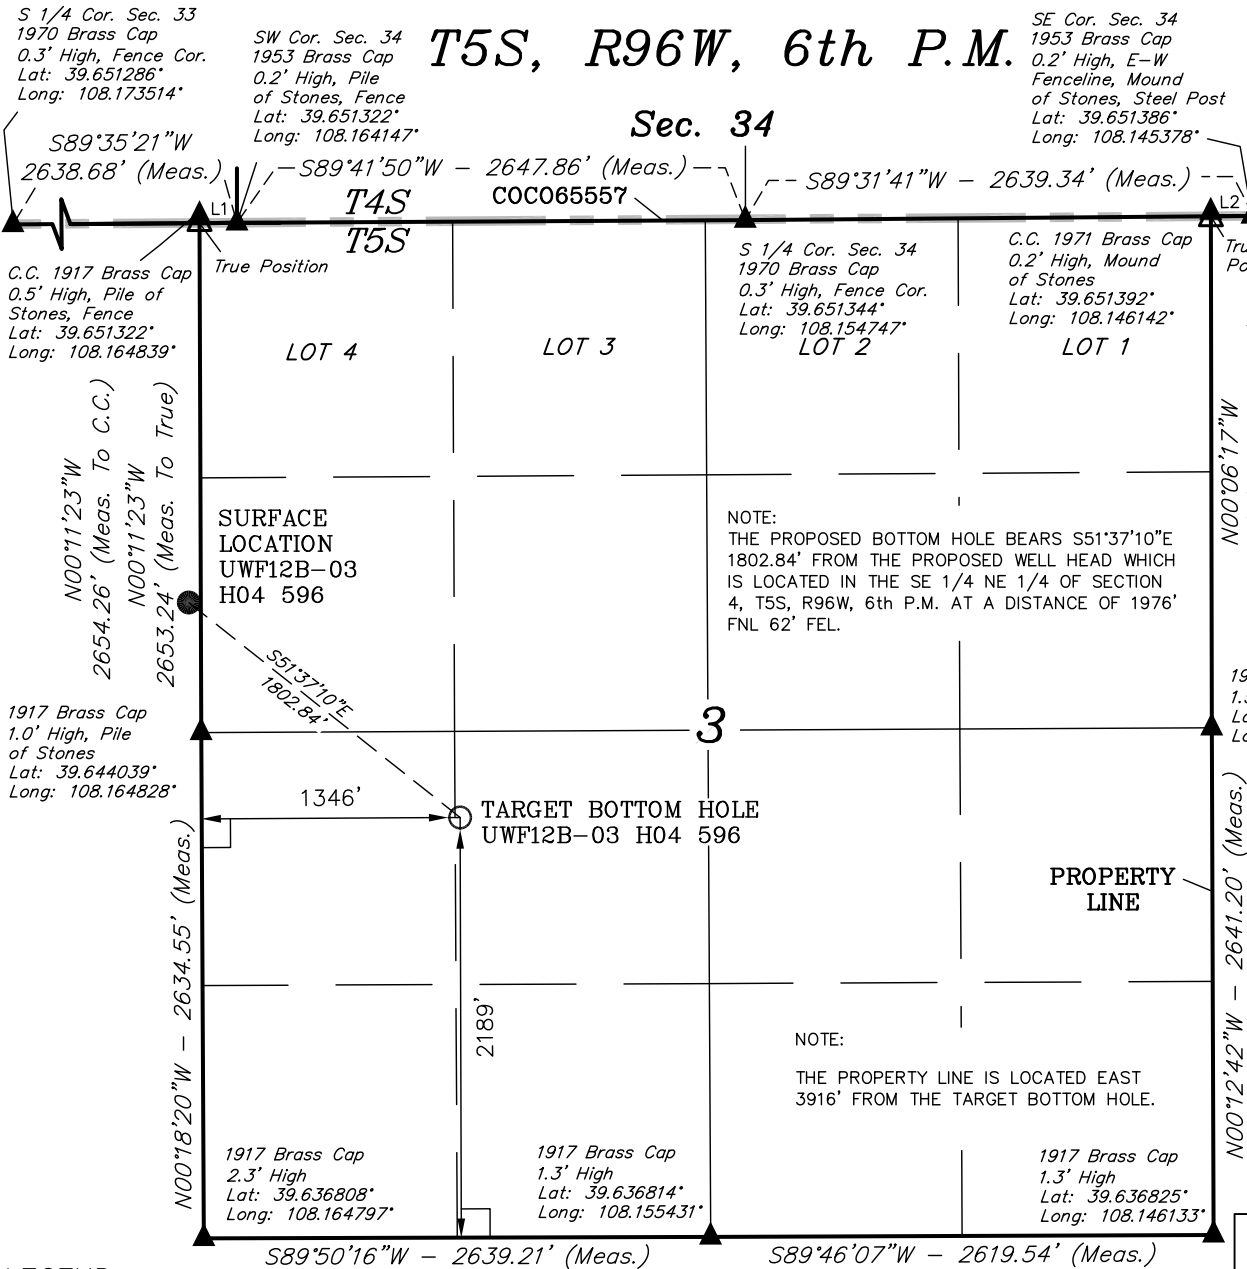 S 1/4 Cor. Sec. 33
1970 Brass Cap
0.3' High, Fence Cor.
Lat: 39.651286°
Long: 108.173514°
SW Cor. Sec. 34
1953 Brass Cap
0.2' High, Pile
of Stones, Fence
Lat: 39.651322°
Long: 108.164147°
T5S, R96W, 6th P.M.
SE Cor. Sec. 34
1953 Brass Cap
0.2' High, E-W
Fenceline, Mound
of Stones, Steel Post
Lat: 39.651386°
Long: 108.145378°
Sec. 34
S89°35'21"W
2638.68' (Meas.)
S89°41'50"W - 2647.86' (Meas.)
S89°31'41"W - 2639.34' (Meas.)
T4S
T5S
COC065557
L1
L2
True Position
Tru
Po
C.C. 1917 Brass Cap
0.5' High, Pile of
Stones, Fence
Lat: 39.651322°
Long: 108.164839°
S 1/4 Cor. Sec. 34
1970 Brass Cap
0.3' High, Fence Cor.
Lat: 39.651344°
Long: 108.154747°
C.C. 1971 Brass Cap
0.2' High, Mound
of Stones
Lat: 39.651392°
Long: 108.146142°
LOT 4
LOT 3
LOT 2
LOT 1
N00°11'23"W
2654.26' (Meas. To C.C.)
N00°11'23"W
2653.24' (Meas. To True)
N00°06'17"W
SURFACE
LOCATION
UWF12B-03
H04 596
NOTE:
THE PROPOSED BOTTOM HOLE BEARS S51°37'10"E
1802.84' FROM THE PROPOSED WELL HEAD WHICH
IS LOCATED IN THE SE 1/4 NE 1/4 OF SECTION
4, T5S, R96W, 6th P.M. AT A DISTANCE OF 1976'
FNL 62' FEL.
S51°37'10"E
1802.84'
1917 Brass Cap
1.0' High, Pile
of Stones
Lat: 39.644039°
Long: 108.164828°
3
19
1.
La
Lo
1346'
TARGET BOTTOM HOLE
UWF12B-03 H04 596
PROPERTY
LINE
N00°18'20"W - 2634.55' (Meas.)
2189'
N00°12'42"W - 2641.20' (Meas.)
NOTE:
THE PROPERTY LINE IS LOCATED EAST
3916' FROM THE TARGET BOTTOM HOLE.
1917 Brass Cap
2.3' High
Lat: 39.636808°
Long: 108.164797°
1917 Brass Cap
1.3' High
Lat: 39.636814°
Long: 108.155431°
1917 Brass Cap
1.3' High
Lat: 39.636825°
Long: 108.146133°
S89°50'16"W - 2639.21' (Meas.)
S89°46'07"W - 2619.54' (Meas.)